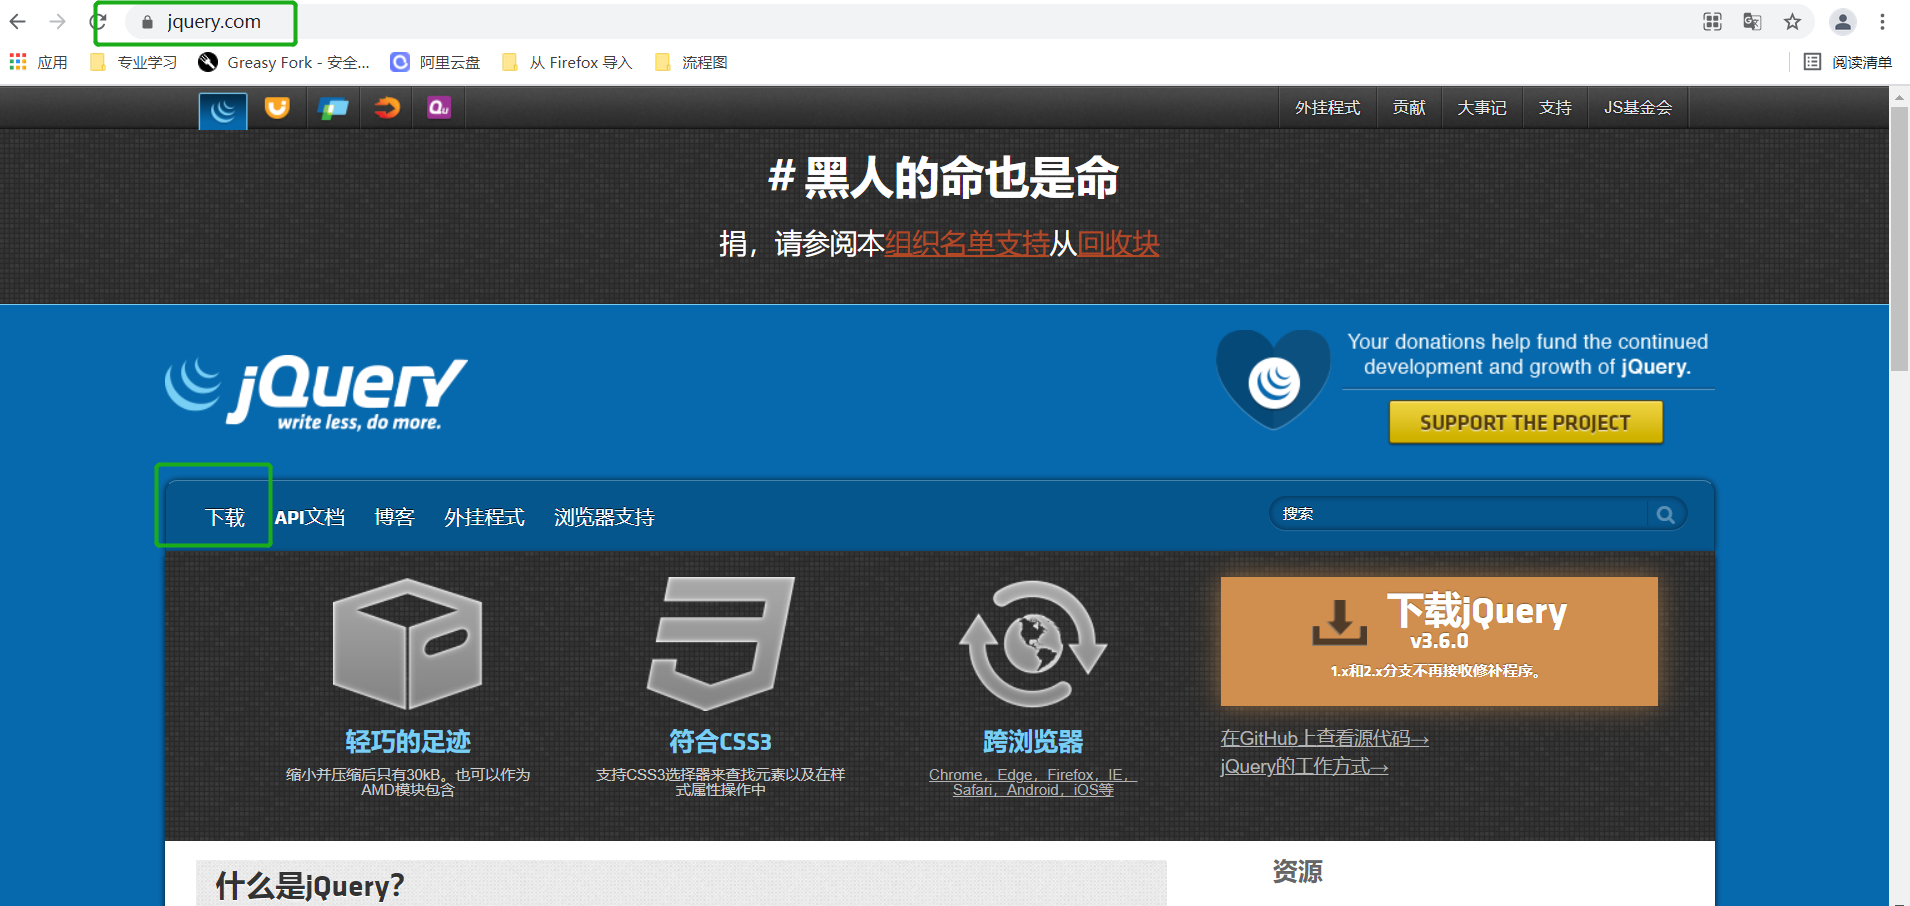 jquery.com
应用 专业学习 Greasy Fork - 安全... 阿里云盘 从 Firefox 导入 流程图 阅读清单
Qu 外挂程式 贡献 大事记 支持 JS基金会
# 黑人的命也是命
捐，请参阅本组织名单支持从回收块
Your donations help fund the continued
development and growth of jQuery.
SUPPORT THE PROJECT
jQuery
write less, do more.
下载 API文档 博客 外挂程式 浏览器支持 搜索
下载jQuery
v3.6.0
1.x和2.x分支不再接收修补程序。
轻巧的足迹
缩小并压缩后只有30kB。也可以作为
AMD模块包含
符合CSS3
支持CSS3选择器来查找元素以及在样
式属性操作中
跨浏览器
Chrome，Edge，Firefox，IE，
Safari，Android，iOS等
在GitHub上查看源代码→
jQuery的工作方式→
什么是jQuery？
资源